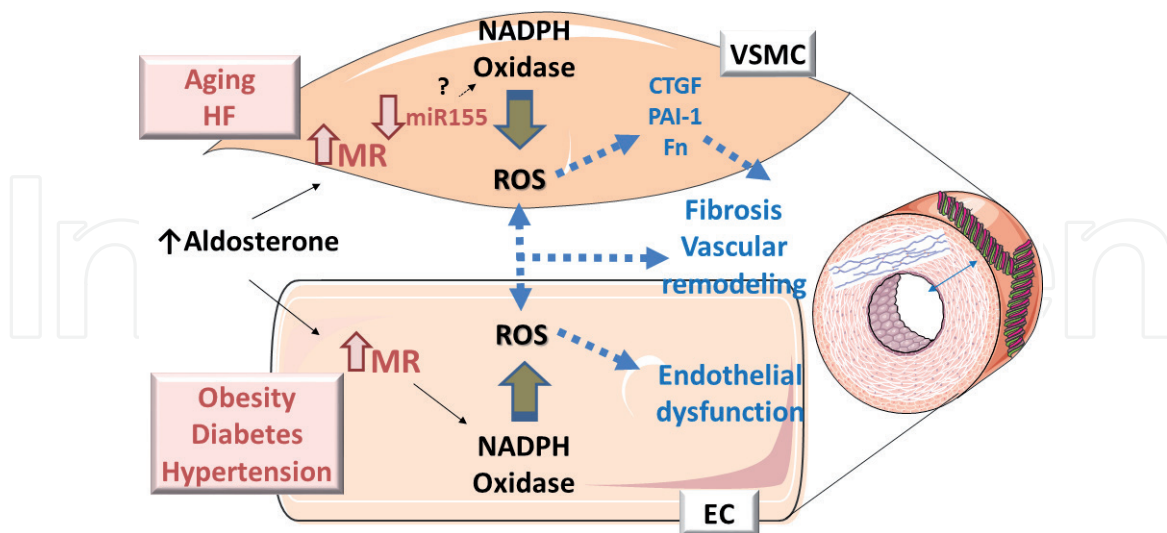 NADPH
Oxidase
VSMC
Aging
HF
?
miR155
MR
CTGF
PAI-1
Fn
ROS
↑Aldosterone
Fibrosis
Vascular
remodeling
ROS
MR
Endothelial
dysfunction
Obesity
Diabetes
Hypertension
NADPH
Oxidase
EC